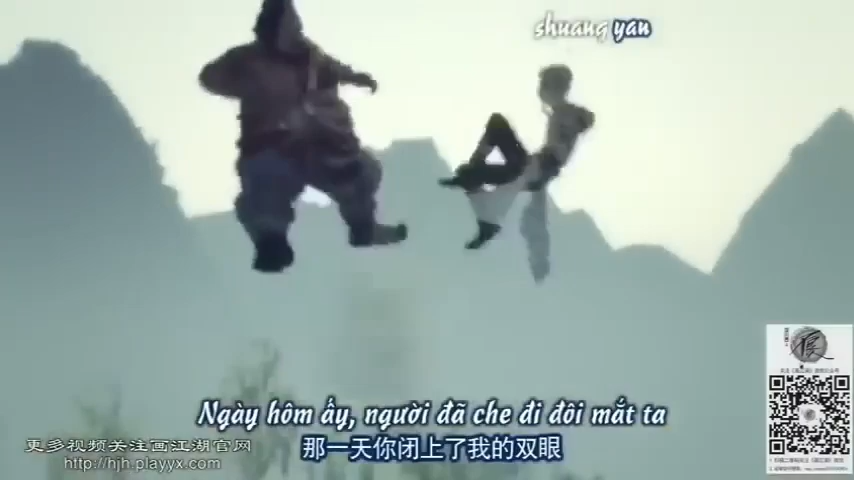 shuang yan
Ngày hôm ấy, người đã che đi đôi mắt ta
那一天你闭上了我的双眼
更多视频关注画江湖官网
http://hjh.playyx.com